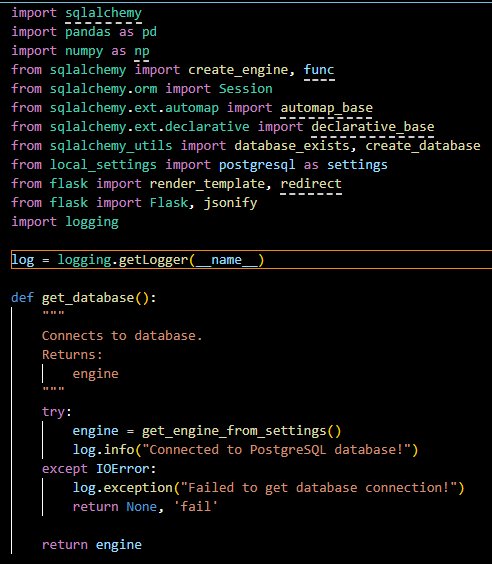 import sqlalchemy
import pandas as pd
import numpy as np
from sqlalchemy import create_engine, func
from sqlalchemy.orm import Session
from sqlalchemy.ext.automap import automap_base
from sqlalchemy.ext.declarative import declarative_base
from sqlalchemy_utils import database_exists, create_database
from local_settings import postgresql as settings
from flask import render_template, redirect
from flask import Flask, jsonify
import logging
log = logging.getLogger(__name__)
def get_database():
    """
    Connects to database.
    Returns:
        engine
    """
    try:
        engine = get_engine_from_settings()
        log.info("Connected to PostgreSQL database!")
    except IOError:
        log.exception("Failed to get database connection!")
        return None, 'fail'
    return engine